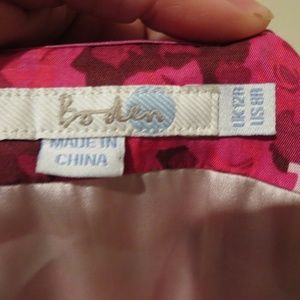 Boden
UK 12R
US 8R
MADE IN
CHINA